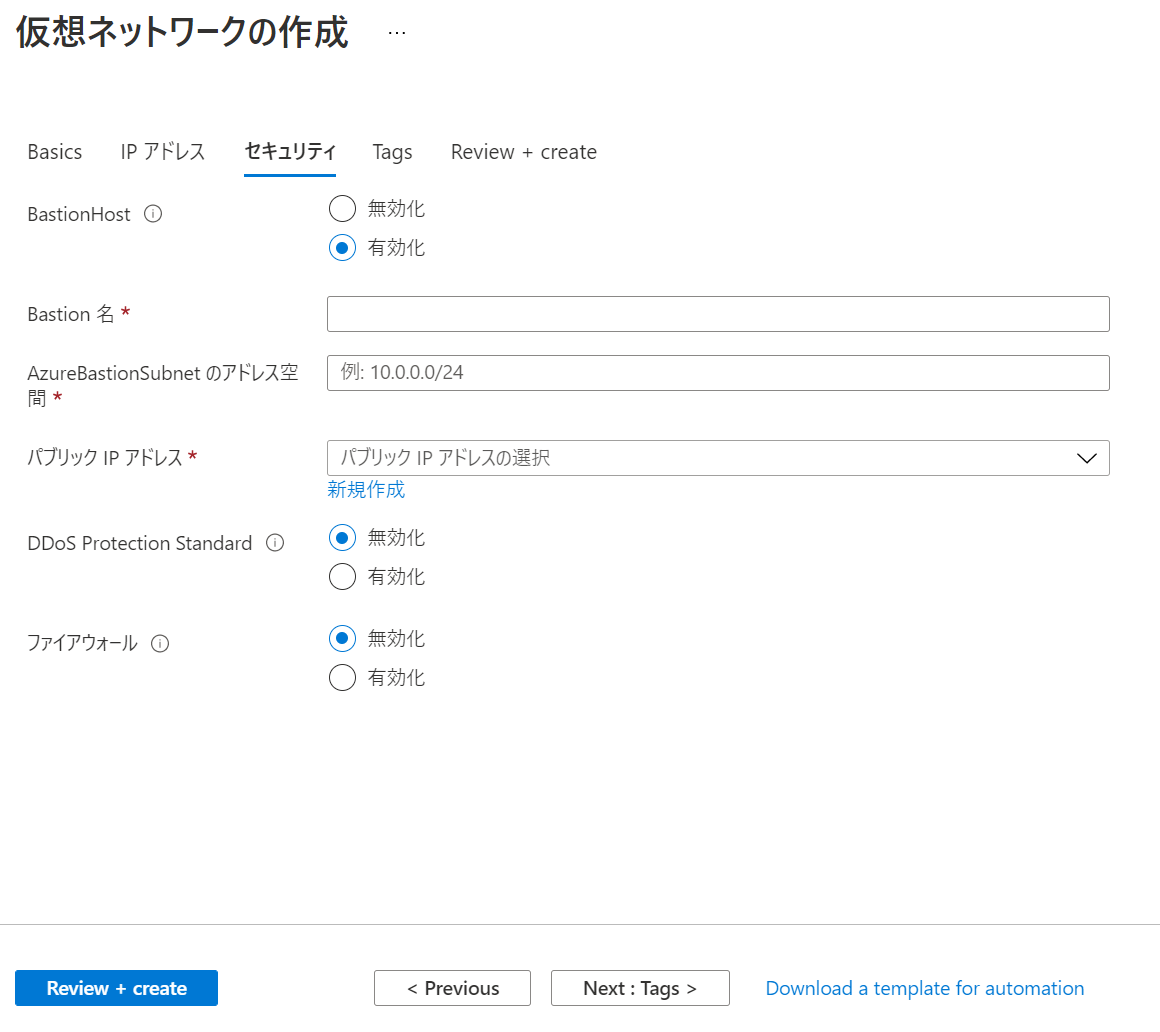 仮想ネットワークの作成 …
Basics IP アドレス セキュリティ Tags Review + create
BastionHost
無効化
有効化
Bastion 名 *
AzureBastionSubnet のアドレス空
間 *
例: 10.0.0.0/24
パブリック IP アドレス *
パブリック IP アドレスの選択
新規作成
DDoS Protection Standard
無効化
有効化
ファイアウォール
無効化
有効化
Review + create
< Previous
Next : Tags >
Download a template for automation